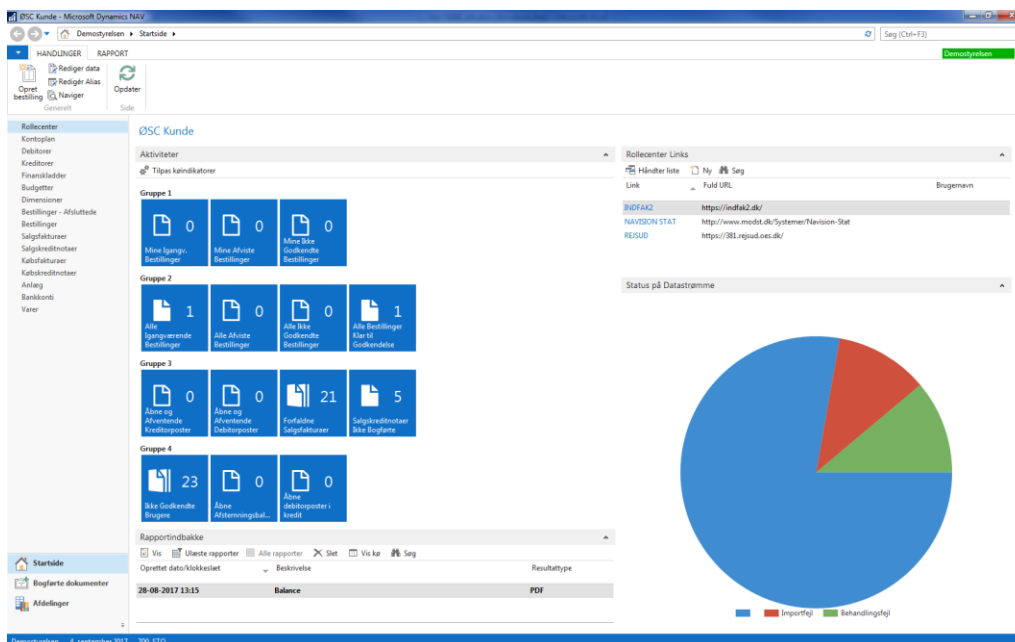 ØSC Kunde - Microsoft Dynamics NAV
Demostyrelsen
Startside
Søg (Ctrl+F3)
HANDLINGER
RAPPORT
Demostyrelsen
Opret bestilling
Rediger data
Redigér Alias
Naviger
Opdater
Generelt
Side
Rollecenter
Kontoplan
Debitorer
Kreditorer
Finanskladder
Budgetter
Dimensioner
Bestillinger - Afsluttede
Bestillinger
Salgsfakturaer
Salgskreditnotaer
Købsfakturaer
Købskreditnotaer
Anlæg
Bankkonti
Varer
Startside
Bogførte dokumenter
Afdelinger
ØSC Kunde
Aktiviteter
Tilpas køindikatorer
Gruppe 1
0
Mine Igangv.
Bestillinger
0
Mine Afviste
Bestillinger
0
Mine Ikke
Godkendte
Bestillinger
Gruppe 2
1
Alle
Igangværende
Bestillinger
0
Alle Afviste
Bestillinger
0
Alle Ikke
Godkendte
Bestillinger
1
Alle Bestillinger
Klar til
Godkendelse
Gruppe 3
0
Åbne og
Afventende
Kreditorposter
0
Åbne og
Afventende
Debitorposter
21
Forfaldne
Salgsfakturaer
5
Salgskreditnotaer
Ikke Bogførte
Gruppe 4
23
Ikke Godkendte
Brugere
0
Åbne
Afstemningsbal...
0
Åbne
debitorposter i
kredit
Rapportindbakke
Vis
Ulæste rapporter
Alle rapporter
Slet
Vis kø
Søg
Oprettet dato/klokkeslæt
Beskrivelse
Resultattype
28-08-2017 13:15
Balance
PDF
Rollecenter Links
Håndter liste
Ny
Søg
Link
Fuld URL
Brugernavn
INDFAK2
https://indfak2.dk/
NAVISION STAT
http://www.modst.dk/Systemer/Navision-Stat
REJSUD
https://381.rejsud.oes.dk/
Status på Datastrømme
Importfejl
Behandlingsfejl
Demostyrelsen
4. september 2017